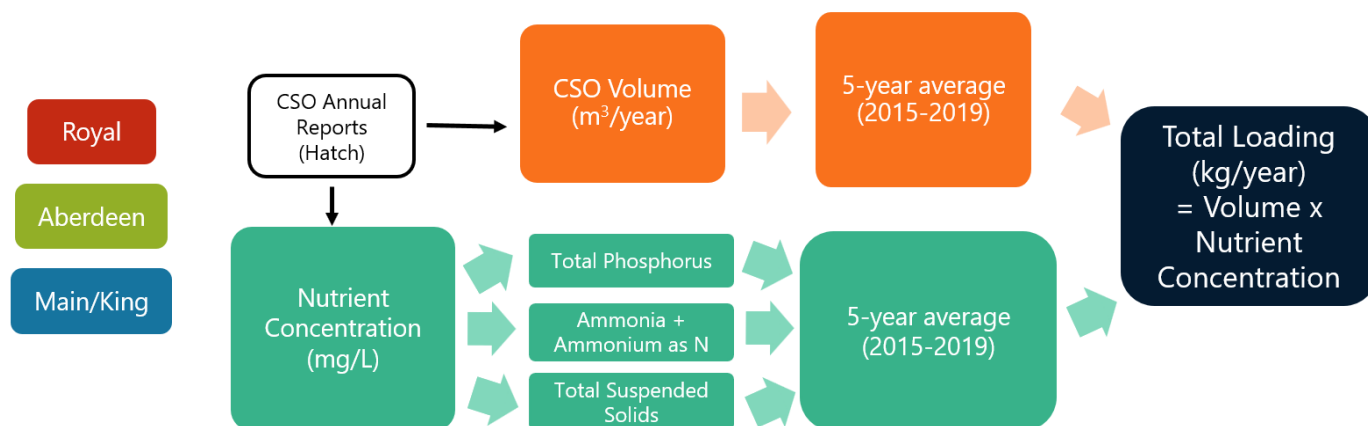 Royal
Aberdeen
Main/King
CSO Annual
Reports
(Hatch)
CSO Volume
(m³/year)
5-year average
(2015-2019)
Nutrient
Concentration
(mg/L)
Total Phosphorus
Ammonia +
Ammonium as N
Total Suspended
Solids
5-year average
(2015-2019)
Total Loading
(kg/year)
= Volume x
Nutrient
Concentration